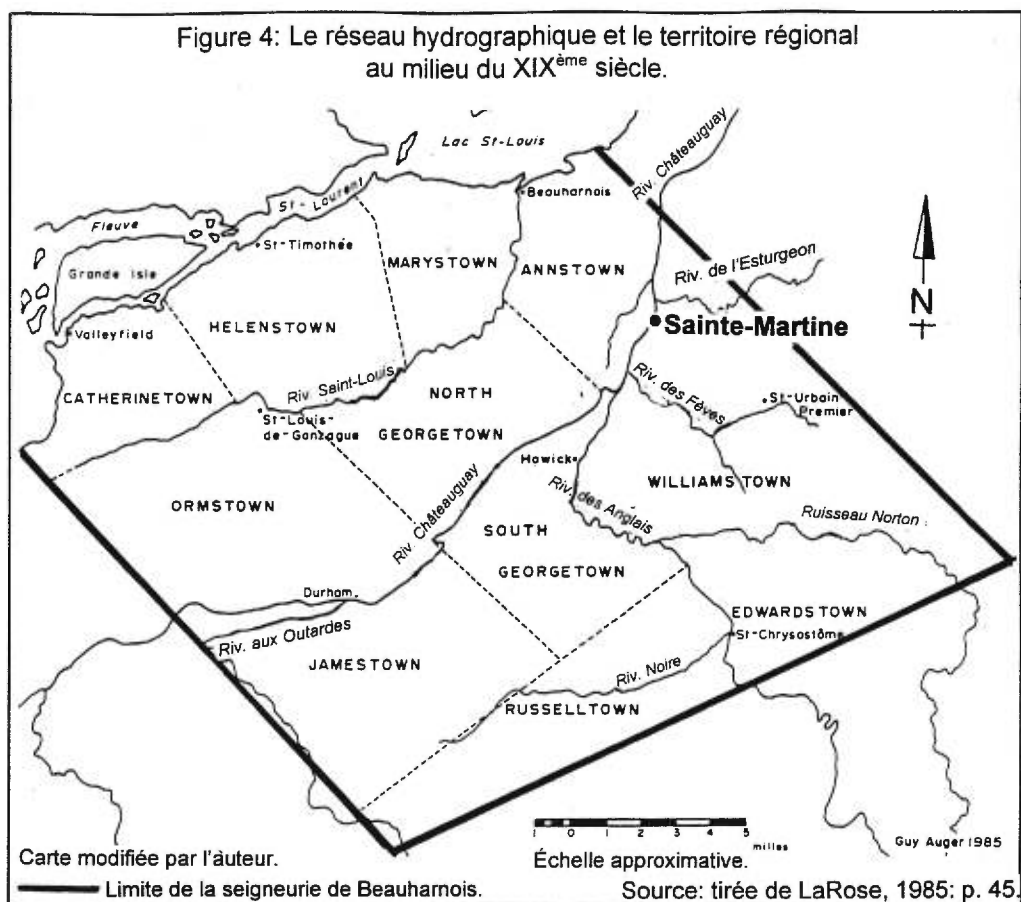 Figure 4: Le réseau hydrographique et le territoire régional
au milieu du XIXème siècle.
Lac St-Louis
Riv. Châteauguay
Beauharnois
St-Laurent
Fleuve
St-Timothée
MARYSTOWN
ANNSTOWN
Riv. de l'Esturgeon
Grande Isle
N
Sainte-Martine
Valleyfield
HELENSTOWN
CATHERINETOWN
Riv. Saint-Louis
NORTH
GEORGETOWN
Riv. des Fèves
St-Urbain
Premier
St-Louis-
de-Gonzague
Howick
WILLIAMSTOWN
ORMSTOWN
Riv. Châteauguay
Riv. des Anglais
Ruisseau Norton
SOUTH
GEORGETOWN
Durham
EDWARDSTOWN
St-Chrysostôme
Riv. aux Outardes
JAMESTOWN
Riv. Noire
RUSSELLTOWN
1 0 1 2 3 4 5
milles
Échelle approximative.
Guy Auger 1985
Carte modifiée par l'auteur.
Limite de la seigneurie de Beauharnois.
Source: tirée de LaRose, 1985: p. 45.